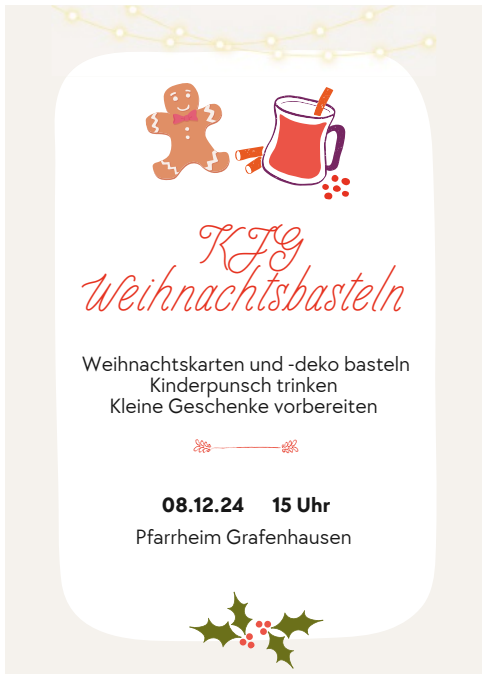 KJG
Weihnachtsbasteln
Weihnachtskarten und -deko basteln
Kinderpunsch trinken
Kleine Geschenke vorbereiten
08.12.24 15 Uhr
Pfarrheim Grafenhausen